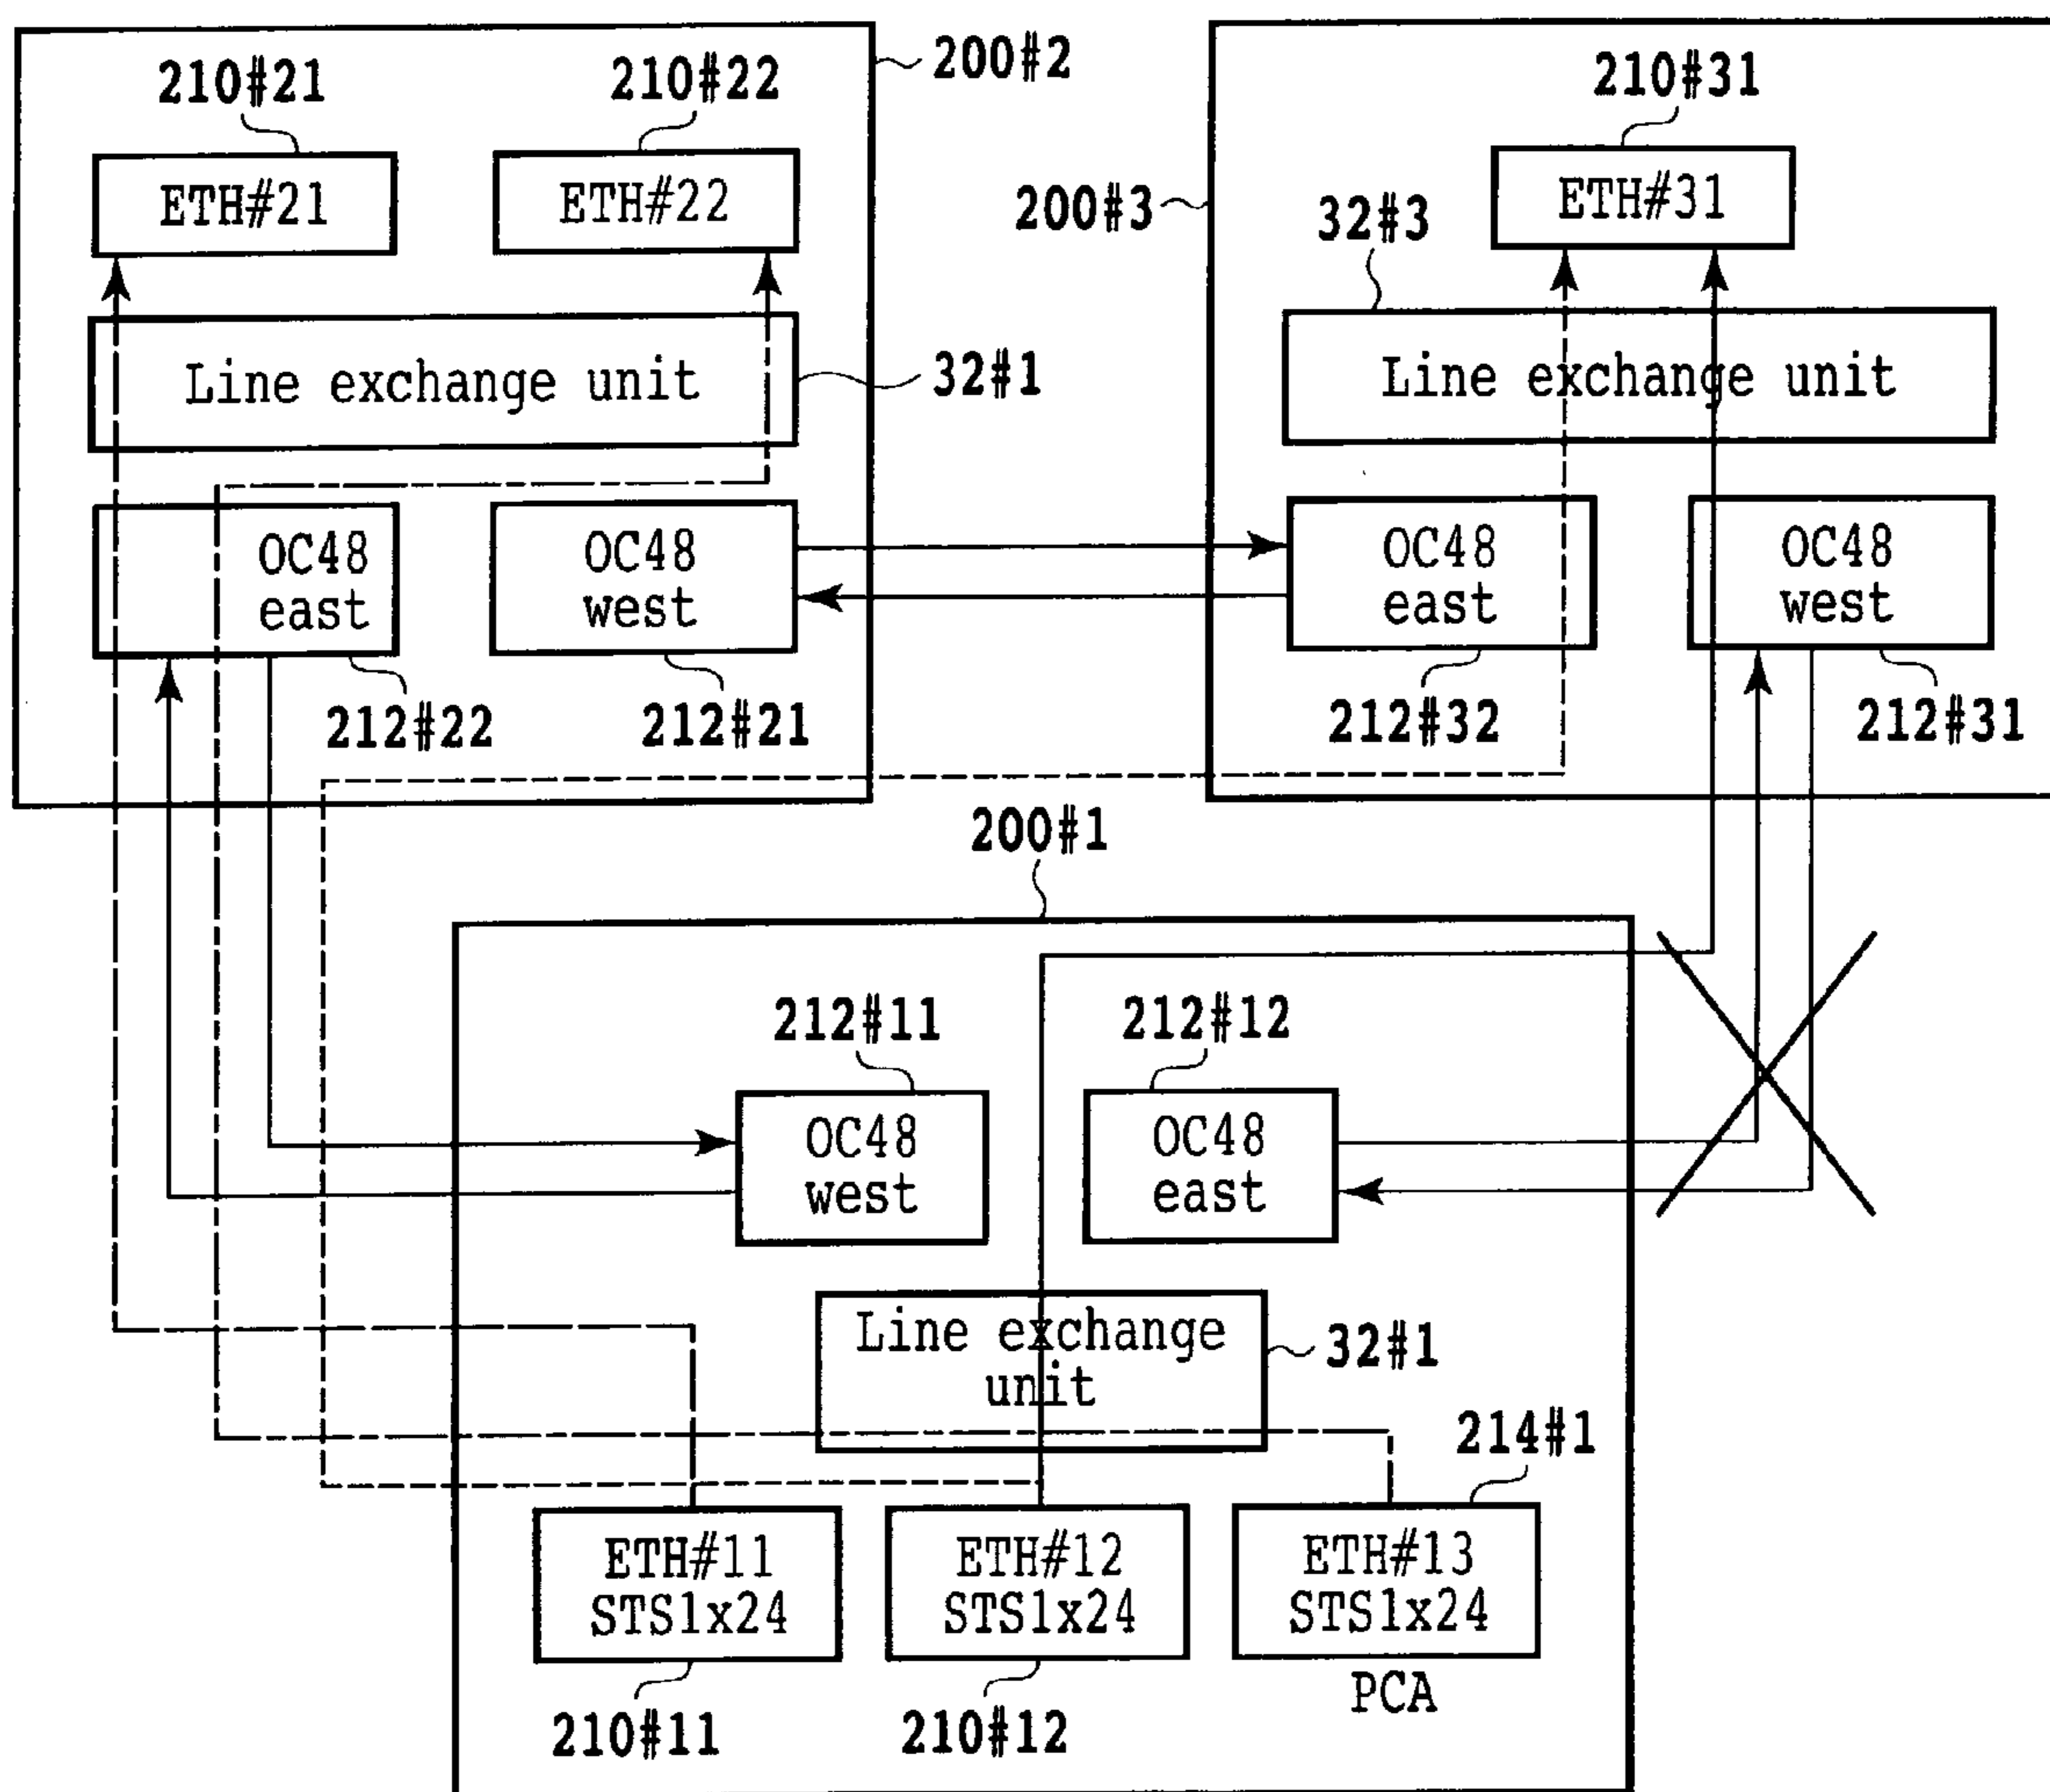 200#2
210#21
210#22
210#31
ETH#21
ETH#22
200#3
32#3
ETH#31
Line exchange unit
32#1
Line exchange unit
OC48
east
OC48
west
OC48
east
OC48
west
212#22
212#21
212#32
212#31
200#1
212#11
212#12
OC48
west
OC48
east
Line exchange
unit
32#1
214#1
ETH#11
STS1x24
ETH#12
STS1x24
ETH#13
STS1x24
PCA
210#11
210#12